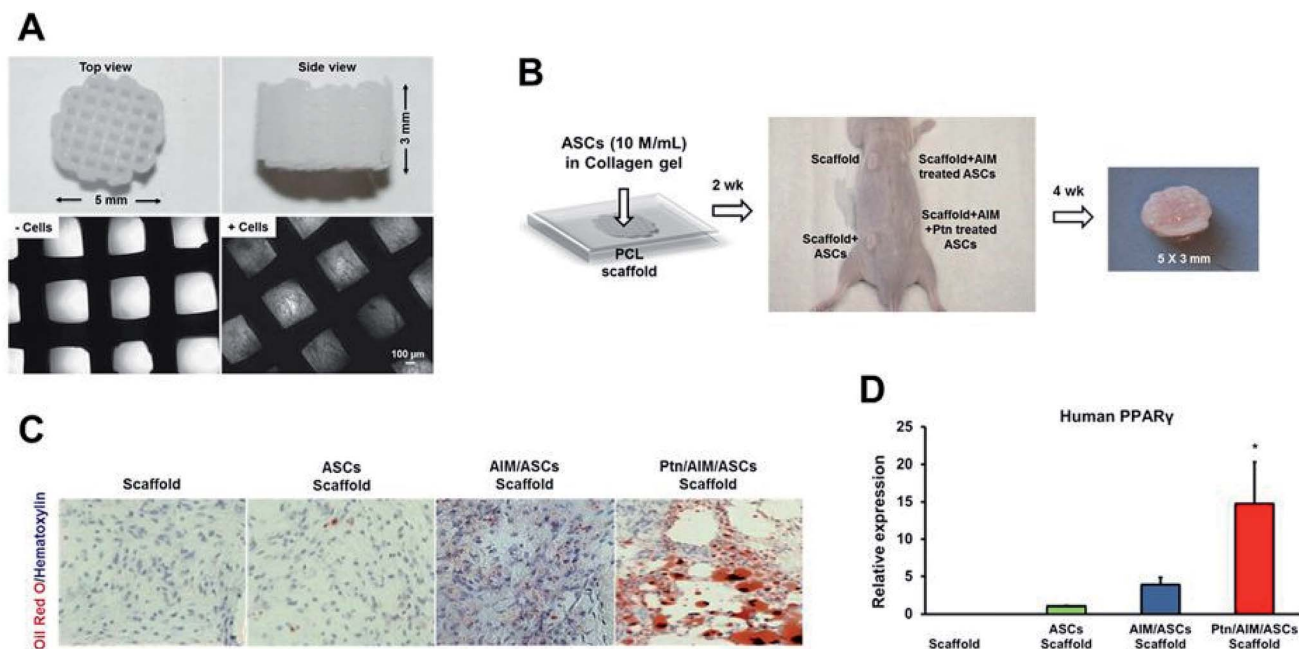 A
Top view
Side view
5 mm
3 mm
- Cells
+ Cells
100 µm
B
ASCs (10 M/mL)
in Collagen gel
PCL
scaffold
2 wk
Scaffold
Scaffold+AIM
treated ASCs
Scaffold+
ASCs
Scaffold+AIM
+Ptn treated
ASCs
4 wk
5 X 3 mm
C
Oil Red O/Hematoxylin
Scaffold
ASCs
Scaffold
AIM/ASCs
Scaffold
Ptn/AIM/ASCs
Scaffold
D
Human PPARγ
Relative expression
25
20
15
10
5
0
*
Scaffold
ASCs
Scaffold
AIM/ASCs
Scaffold
Ptn/AIM/ASCs
Scaffold